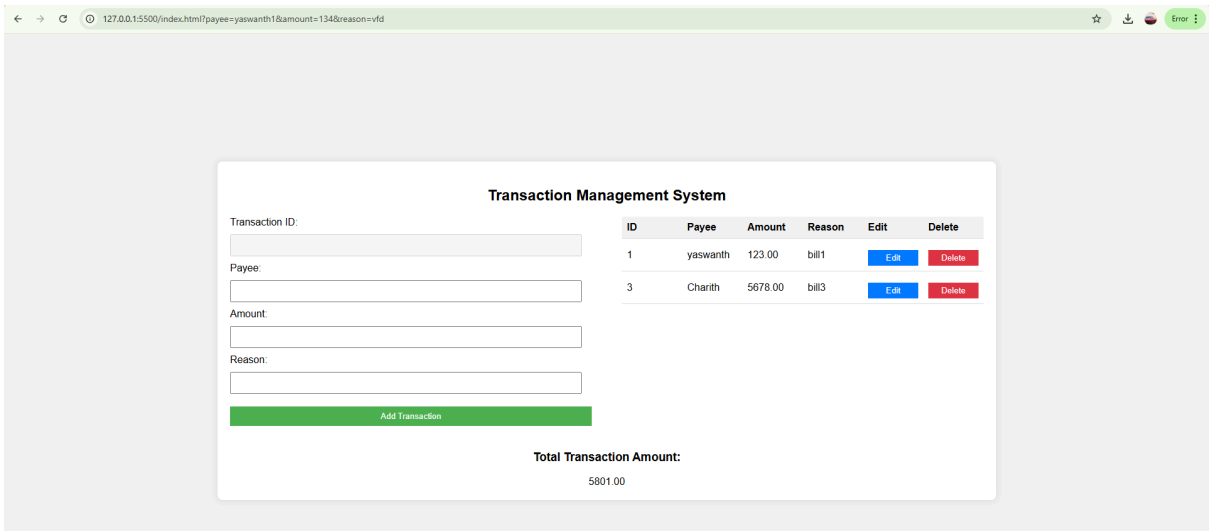 127.0.0.1:5500/index.html?payee=yaswanth1&amount=134&reason=vfd
Error
Transaction Management System
Transaction ID:
Payee:
Amount:
Reason:
Add Transaction
ID Payee Amount Reason Edit Delete
1 yaswanth 123.00 bill1 Edit Delete
3 Charith 5678.00 bill3 Edit Delete
Total Transaction Amount:
5801.00